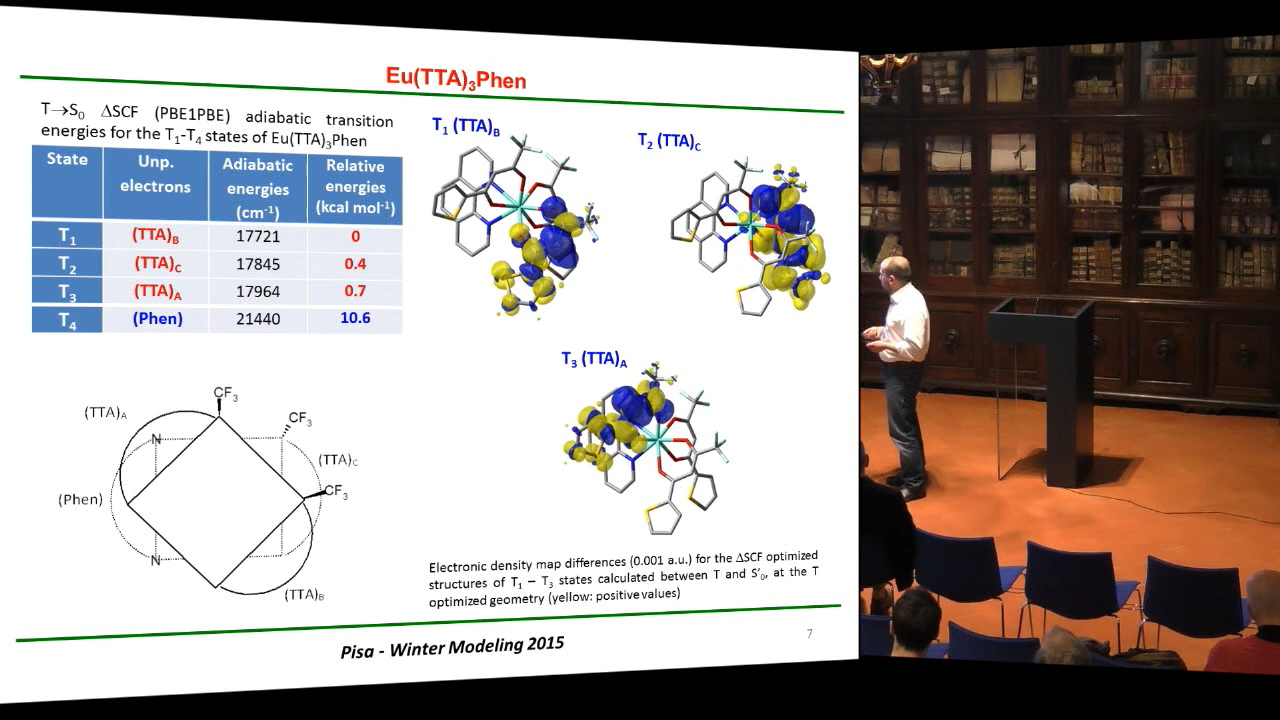 Eu(TTA)₃Phen
T→S₀ ΔSCF (PBE1PBE) adiabatic transition
energies for the T₁-T₄ states of Eu(TTA)₃Phen
State Unp. electrons Adiabatic energies (cm⁻¹) Relative energies (kcal mol⁻¹)
T₁ (TTA)B 17721 0
T₂ (TTA)C 17845 0.4
T₃ (TTA)A 17964 0.7
T₄ (Phen) 21440 10.6
T₁ (TTA)B
T₂ (TTA)C
T₃ (TTA)A
CF₃
(TTA)A
CF₃
N
(TTA)C
CF₃
(Phen)
N
(TTA)B
Electronic density map differences (0.001 a.u.) for the ΔSCF optimized
structures of T₁ – T₃ states calculated between T and S'₀, at the T
optimized geometry (yellow: positive values)
Pisa - Winter Modeling 2015
7